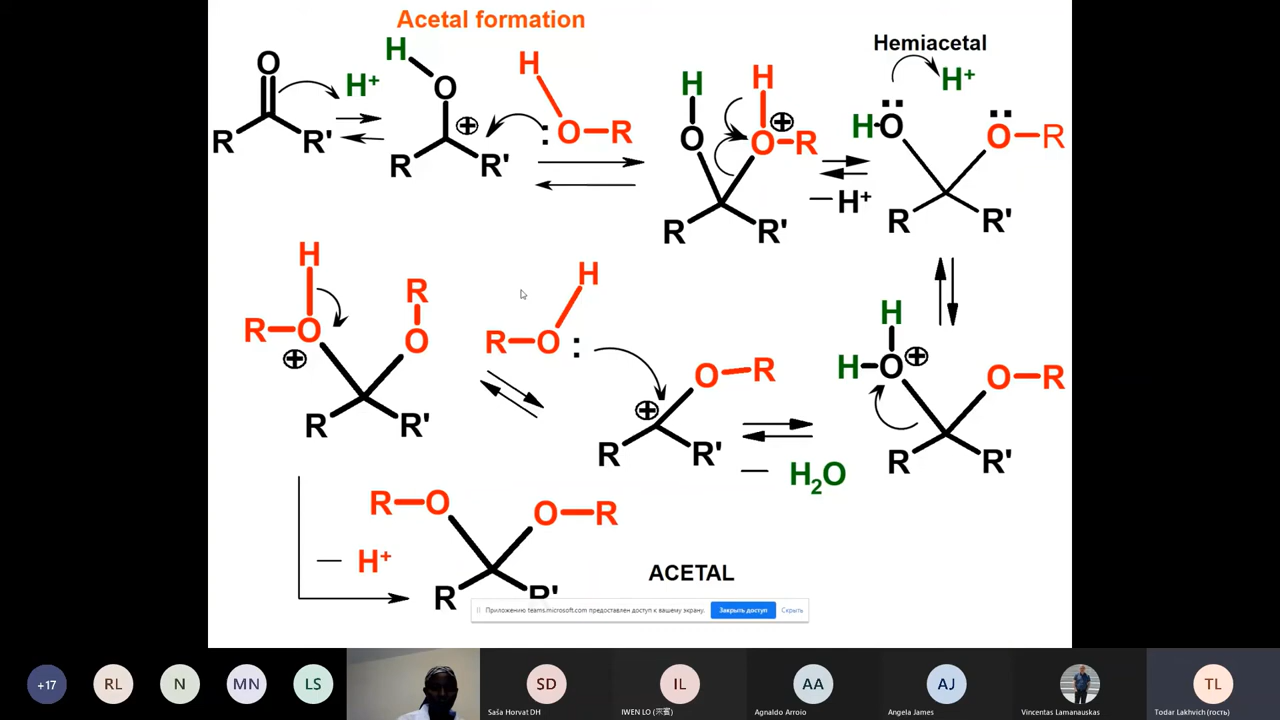 Acetal formation
Hemiacetal
O
R
R'
H⁺
H
O
⊕
R
R'
H
:
O
R
H
O
H
O
⊕
R
R
R'
— H⁺
H⁺
H
O
O
R
R
R'
H
R
O
⊕
R
O
R
R'
H
R
O
:
O
R
⊕
R
R'
— H₂O
H
H
O
⊕
O
R
R
R'
— H⁺
R
O
O
R
R
R'
ACETAL
Приложению teams.microsoft.com предоставлен доступ к вашему экрану.
Закрыть доступ
Скрыть
+17
RL
N
MN
LS
SD
IL
AA
AJ
TL
Saša Horvat DH
IWEN LO (宗賓)
Agnaldo Arroio
Angela James
Vincentas Lamanauskas
Todar Lakhvich (гость)